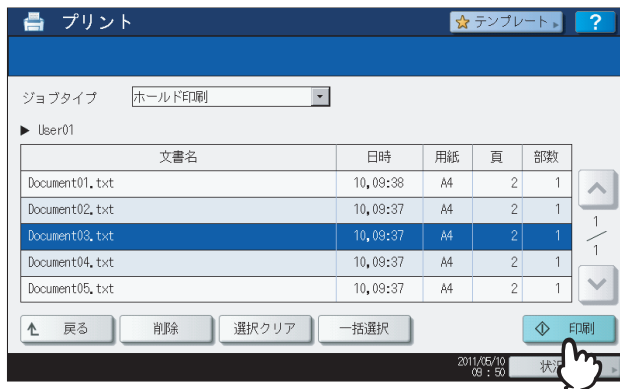 プリント
テンプレート
?
ジョブタイプ ホールド印刷
User01
文書名 日時 用紙 頁 部数
Document01.txt 10,09:38 A4 2 1
Document02.txt 10,09:37 A4 2 1
Document03.txt 10,09:37 A4 2 1
Document04.txt 10,09:37 A4 2 1
Document05.txt 10,09:37 A4 2 1
1
1
戻る 削除 選択クリア 一括選択 印刷
2011/05/10
09:50